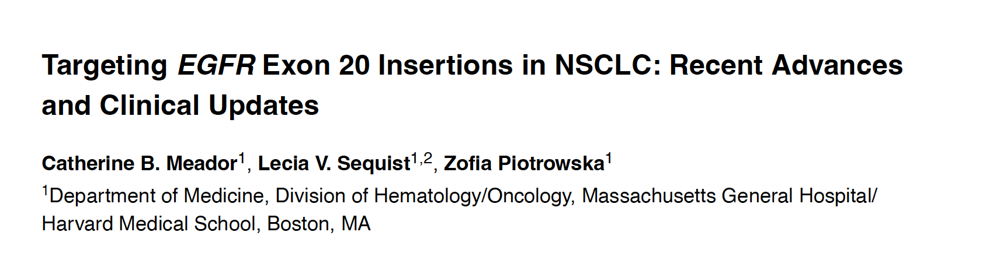 Targeting EGFR Exon 20 Insertions in NSCLC: Recent Advances
and Clinical Updates
Catherine B. Meador¹, Lecia V. Sequist¹,², Zofia Piotrowska¹
¹Department of Medicine, Division of Hematology/Oncology, Massachusetts General Hospital/
Harvard Medical School, Boston, MA